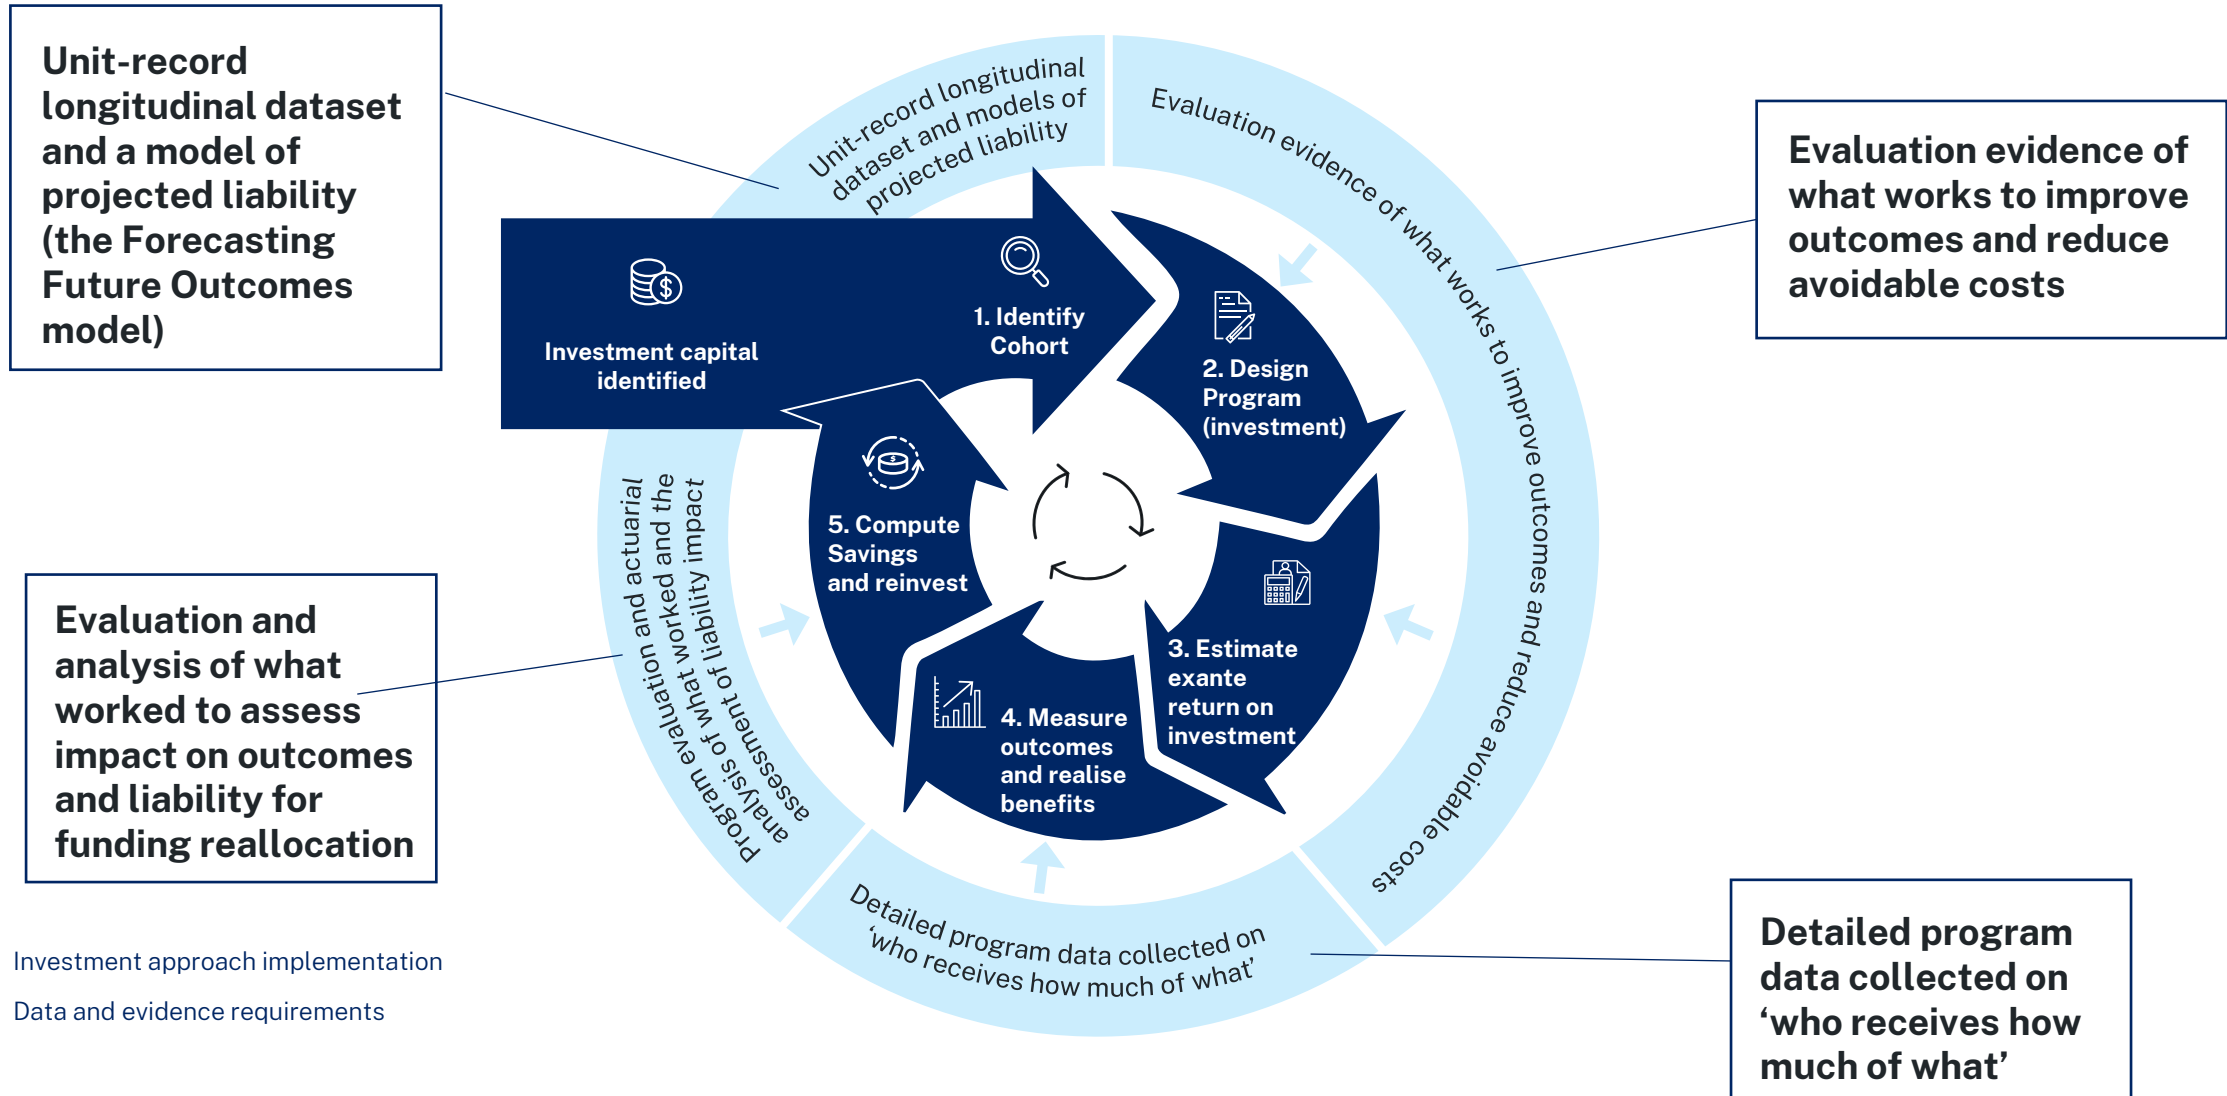 Unit-record
longitudinal dataset
and a model of
projected liability
(the Forecasting
Future Outcomes
model)
Unit-record longitudinal
dataset and models of
projected liability
Evaluation evidence of what works to improve outcomes and reduce avoidable costs
Evaluation evidence of
what works to improve
outcomes and reduce
avoidable costs
Investment capital
identified
1. Identify
Cohort
2. Design
Program
(investment)
3. Estimate
exante
return on
investment
4. Measure
outcomes
and realise
benefits
5. Compute
Savings
and reinvest
Program evaluation and actuarial
analysis of what worked and the
assessment of liability impact
Evaluation and
analysis of what
worked to assess
impact on outcomes
and liability for
funding reallocation
Detailed program data collected on
‘who receives how much of what’
Detailed program
data collected on
‘who receives how
much of what’
Investment approach implementation
Data and evidence requirements